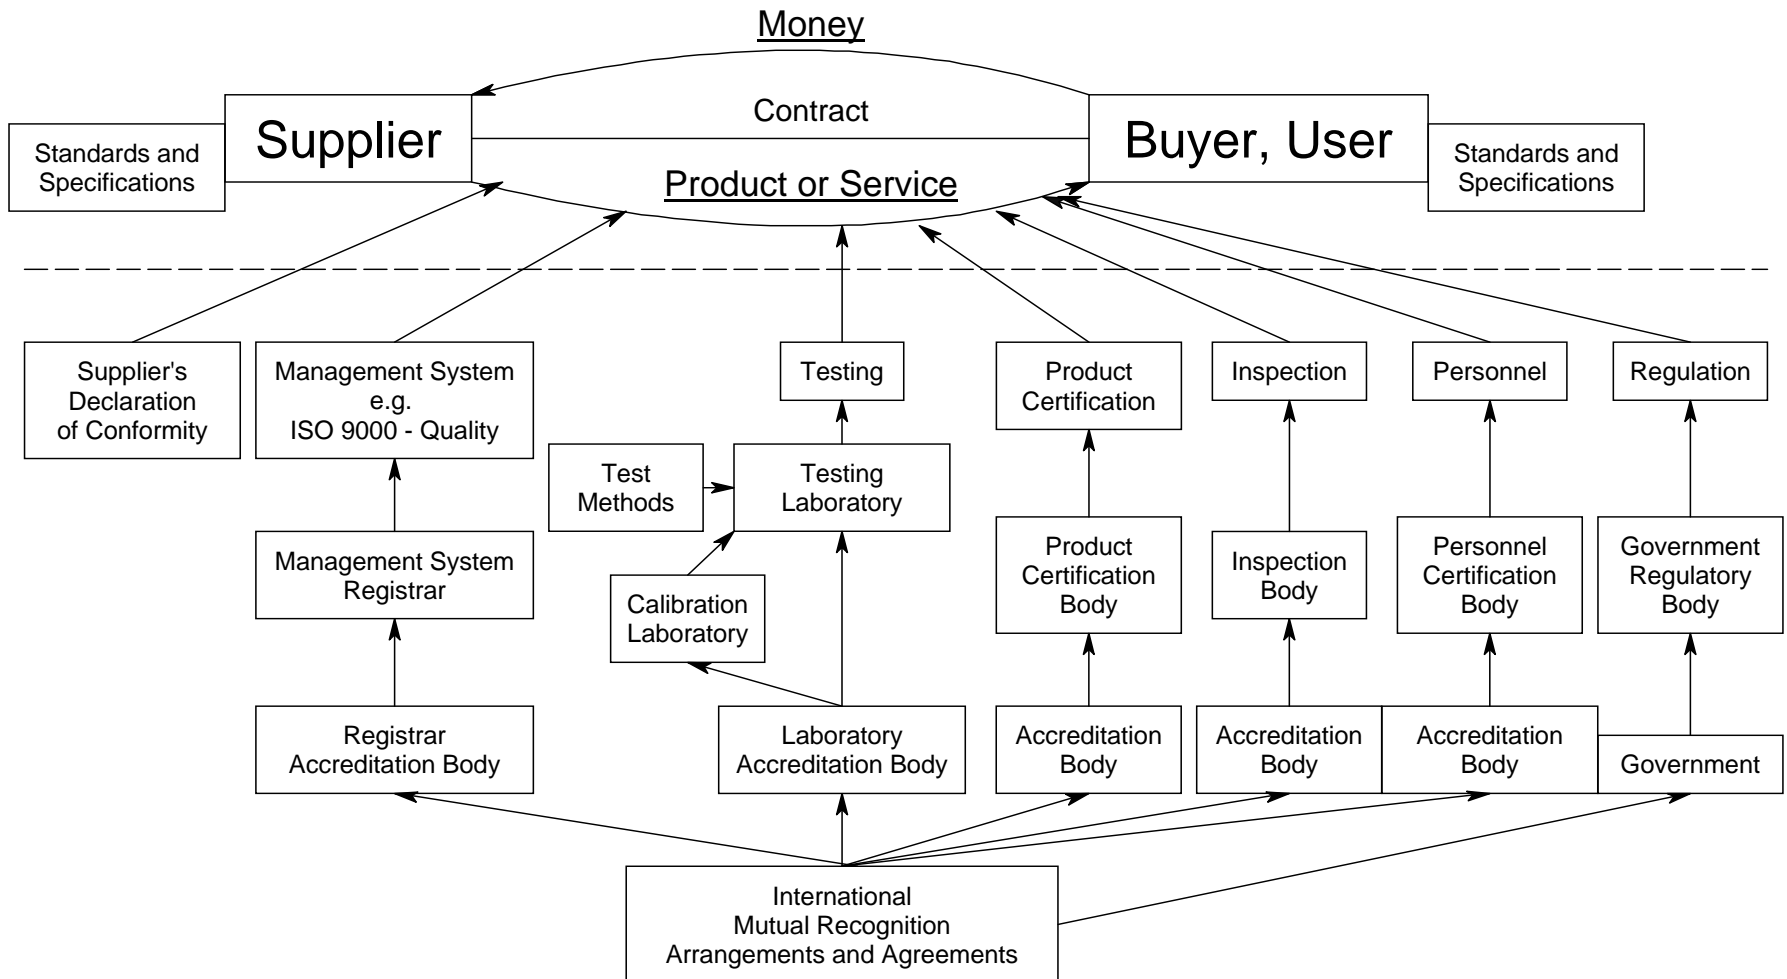 Money
Contract
Supplier
Buyer, User
Standards and
Specifications
Standards and
Specifications
Product or Service
Supplier's
Declaration
of Conformity
Management System
e.g.
ISO 9000 - Quality
Testing
Product
Certification
Inspection
Personnel
Regulation
Test
Methods
Testing
Laboratory
Management System
Registrar
Calibration
Laboratory
Product
Certification
Body
Inspection
Body
Personnel
Certification
Body
Government
Regulatory
Body
Registrar
Accreditation Body
Laboratory
Accreditation Body
Accreditation
Body
Accreditation
Body
Accreditation
Body
Government
International
Mutual Recognition
Arrangements and Agreements